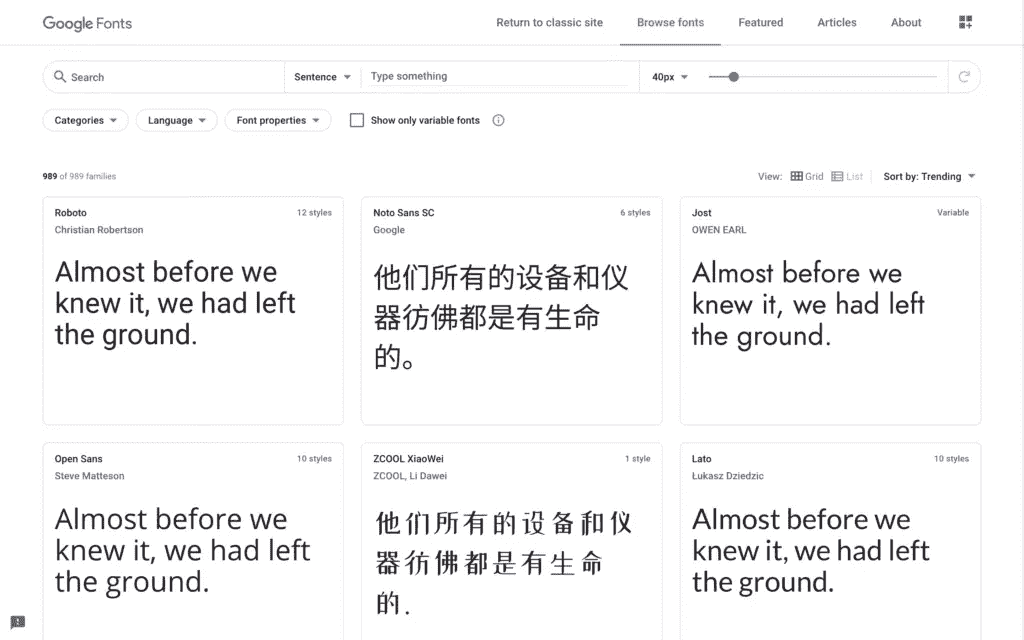 Google Fonts
Return to classic site
Browse fonts
Featured
Articles
About
Search
Sentence
Type something
40px
Categories
Language
Font properties
Show only variable fonts
989 of 989 families
View: Grid List
Sort by: Trending
Roboto
12 styles
Christian Robertson
Almost before we
knew it, we had left
the ground.
Noto Sans SC
6 styles
Google
他们所有的设备和仪
器彷佛都是有生命
的。
Jost
Variable
OWEN EARL
Almost before we
knew it, we had left
the ground.
Open Sans
10 styles
Steve Matteson
Almost before we
knew it, we had left
the ground.
ZCOOL XiaoWei
1 style
ZCOOL, Li Dawei
他们所有的设备和仪
器彷佛都是有生命
的.
Lato
10 styles
Łukasz Dziedzic
Almost before we
knew it, we had left
the ground.